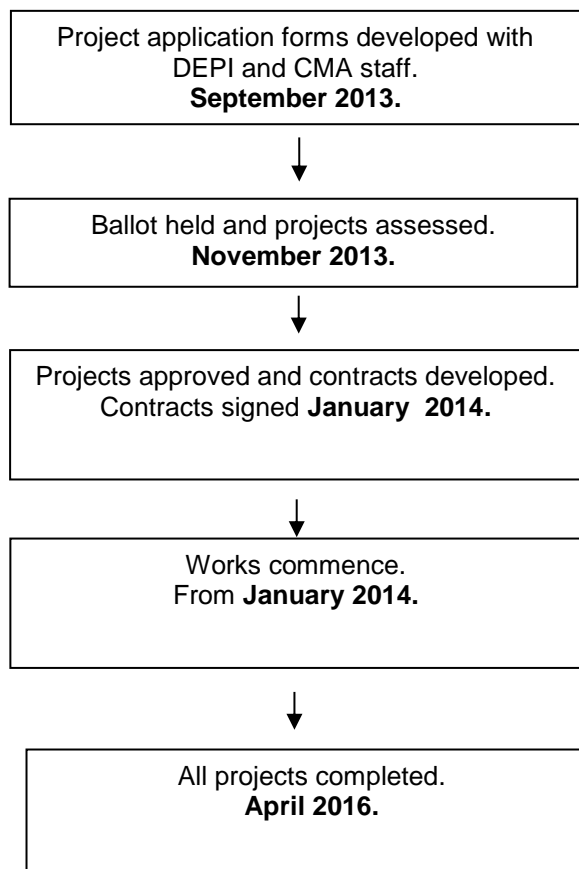 Project application forms developed with
DEPI and CMA staff.
September 2013.
Ballot held and projects assessed.
November 2013.
Projects approved and contracts developed.
Contracts signed January  2014.
Works commence.
From January 2014.
All projects completed.
April 2016.